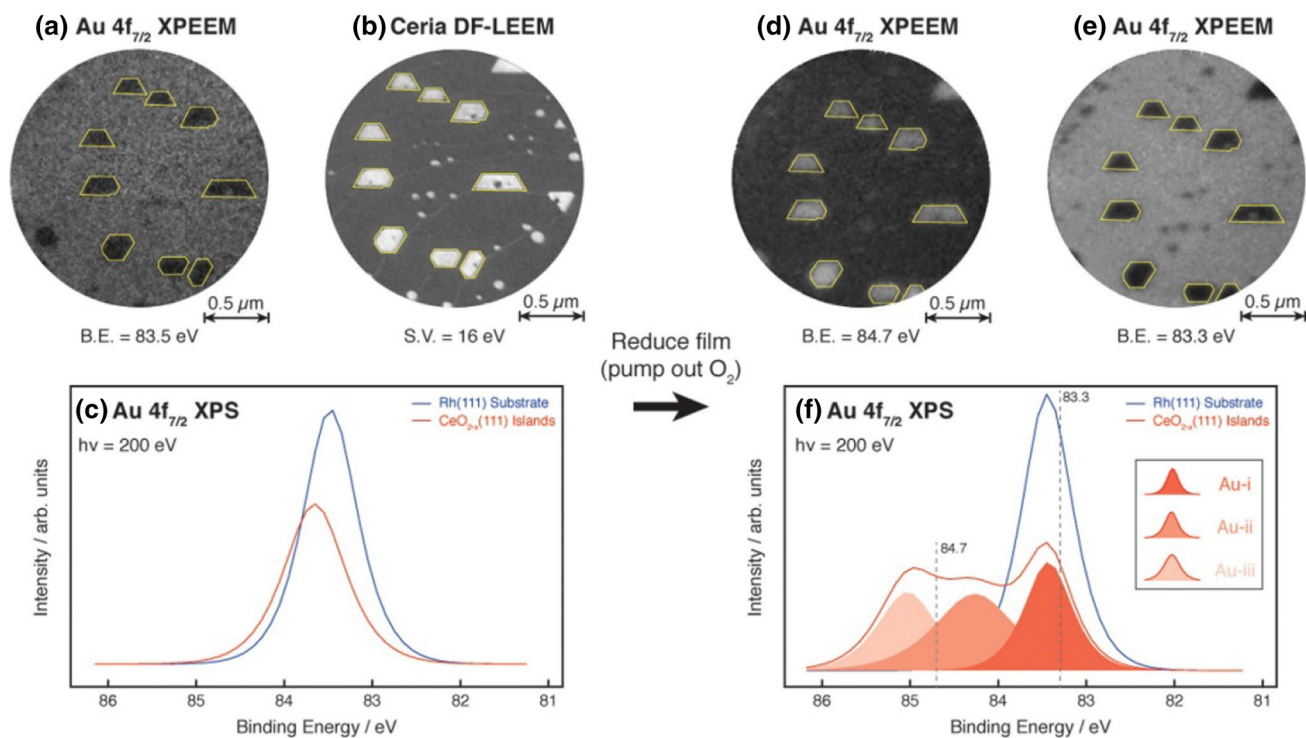 (a) Au 4f7/2 XPEEM
(b) Ceria DF-LEEM
(d) Au 4f7/2 XPEEM
(e) Au 4f7/2 XPEEM
0.5 µm
0.5 µm
0.5 µm
0.5 µm
B.E. = 83.5 eV
S.V. = 16 eV
B.E. = 84.7 eV
B.E. = 83.3 eV
Reduce film
(pump out O2)
(c) Au 4f7/2 XPS
hν = 200 eV
Rh(111) Substrate
CeO2-x(111) Islands
Intensity / arb. units
86
85
84
83
82
81
Binding Energy / eV
(f) Au 4f7/2 XPS
hν = 200 eV
83.3
Rh(111) Substrate
CeO2-x(111) Islands
Au-i
Au-ii
Au-iii
84.7
Intensity / arb. units
86
85
84
83
82
81
Binding Energy / eV